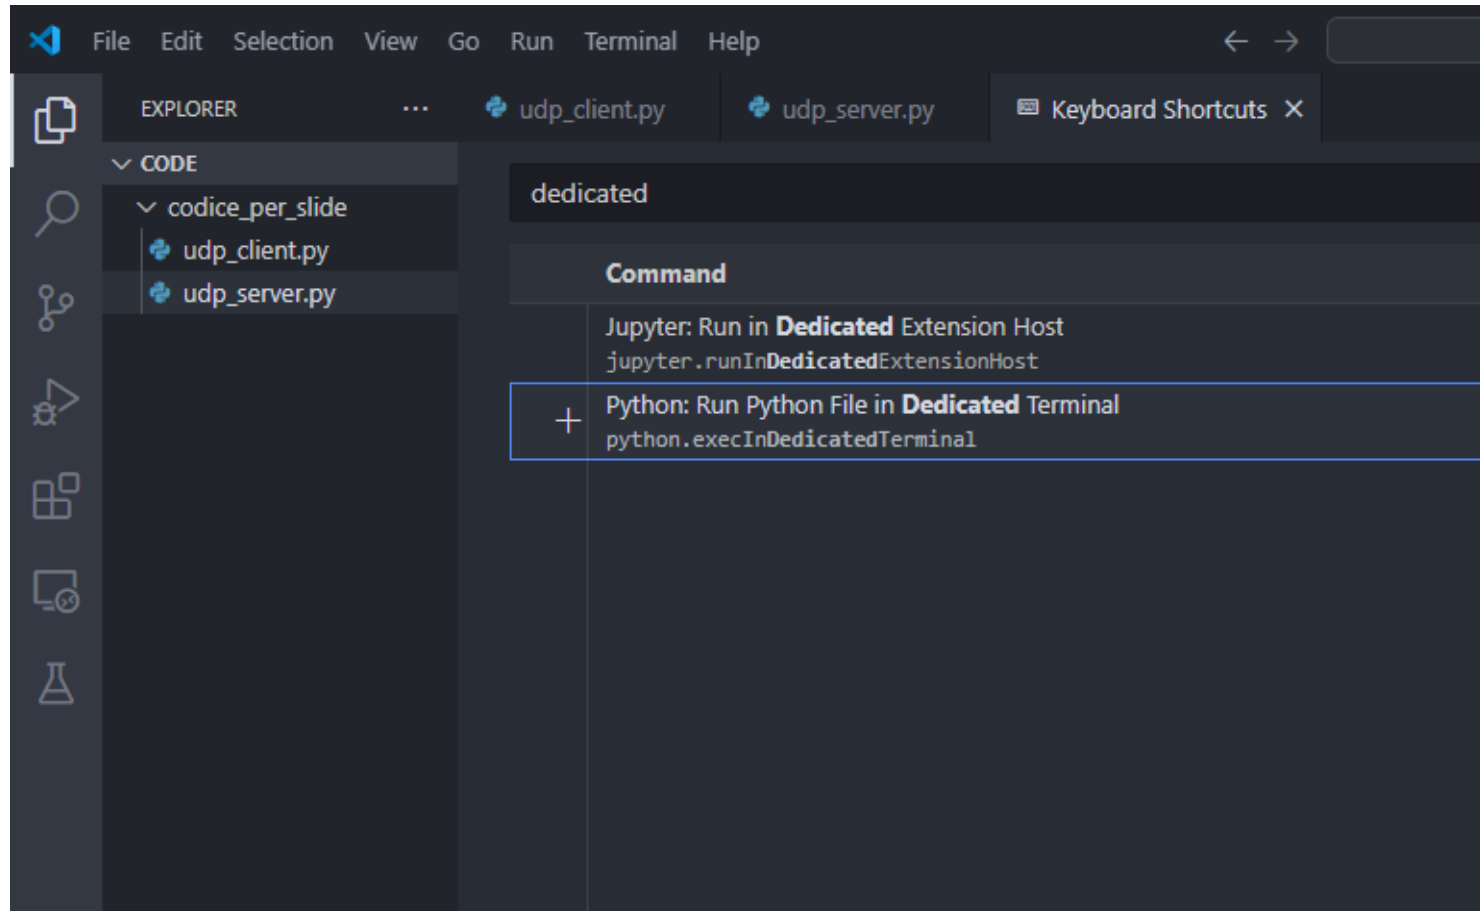 File Edit Selection View Go Run Terminal Help
EXPLORER
udp_client.py
udp_server.py
Keyboard Shortcuts
CODE
codice_per_slide
udp_client.py
udp_server.py
dedicated
Command
Jupyter: Run in Dedicated Extension Host
jupyter.runInDedicatedExtensionHost
Python: Run Python File in Dedicated Terminal
python.execInDedicatedTerminal